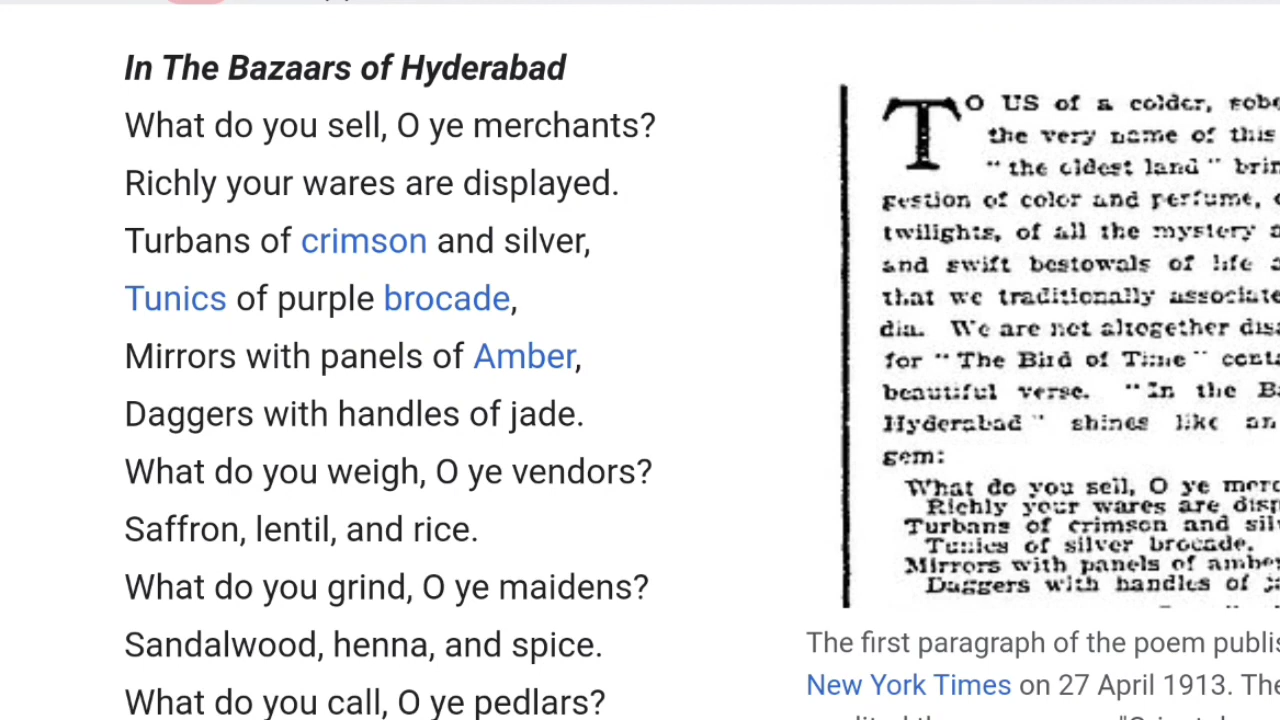 In The Bazaars of Hyderabad
What do you sell, O ye merchants?
Richly your wares are displayed.
Turbans of crimson and silver,
Tunics of purple brocade,
Mirrors with panels of Amber,
Daggers with handles of jade.
What do you weigh, O ye vendors?
Saffron, lentil, and rice.
What do you grind, O ye maidens?
Sandalwood, henna, and spice.
What do you call, O ye pedlars?
TO US of a colder,
the very name of this
"the oldest land"
of color and perfume,
twilights, of all the mystery
and swift bestowals of life
that we traditionally
We are not altogether
for "The Bird of Time"
beautiful verse. "In the
Hyderabad" shines like an
gem:
What do you sell, O ye
Richly your wares are
Turbans of crimson and
Tunics of silver brocade,
Mirrors with panels of
Daggers with handles of
The first paragraph of the poem
New York Times on 27 April 1913.